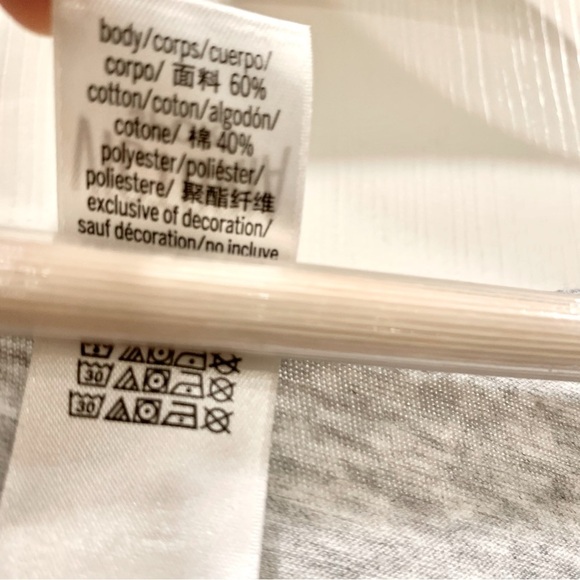 body/corps/cuerpo/
corpo/ 面料 60%
cotton/coton/algodón/
cotone/ 棉 40%
polyester/poliéster/
poliestere/ 聚酯纤维
exclusive of decoration/
sauf décoration/no incluye
30
30